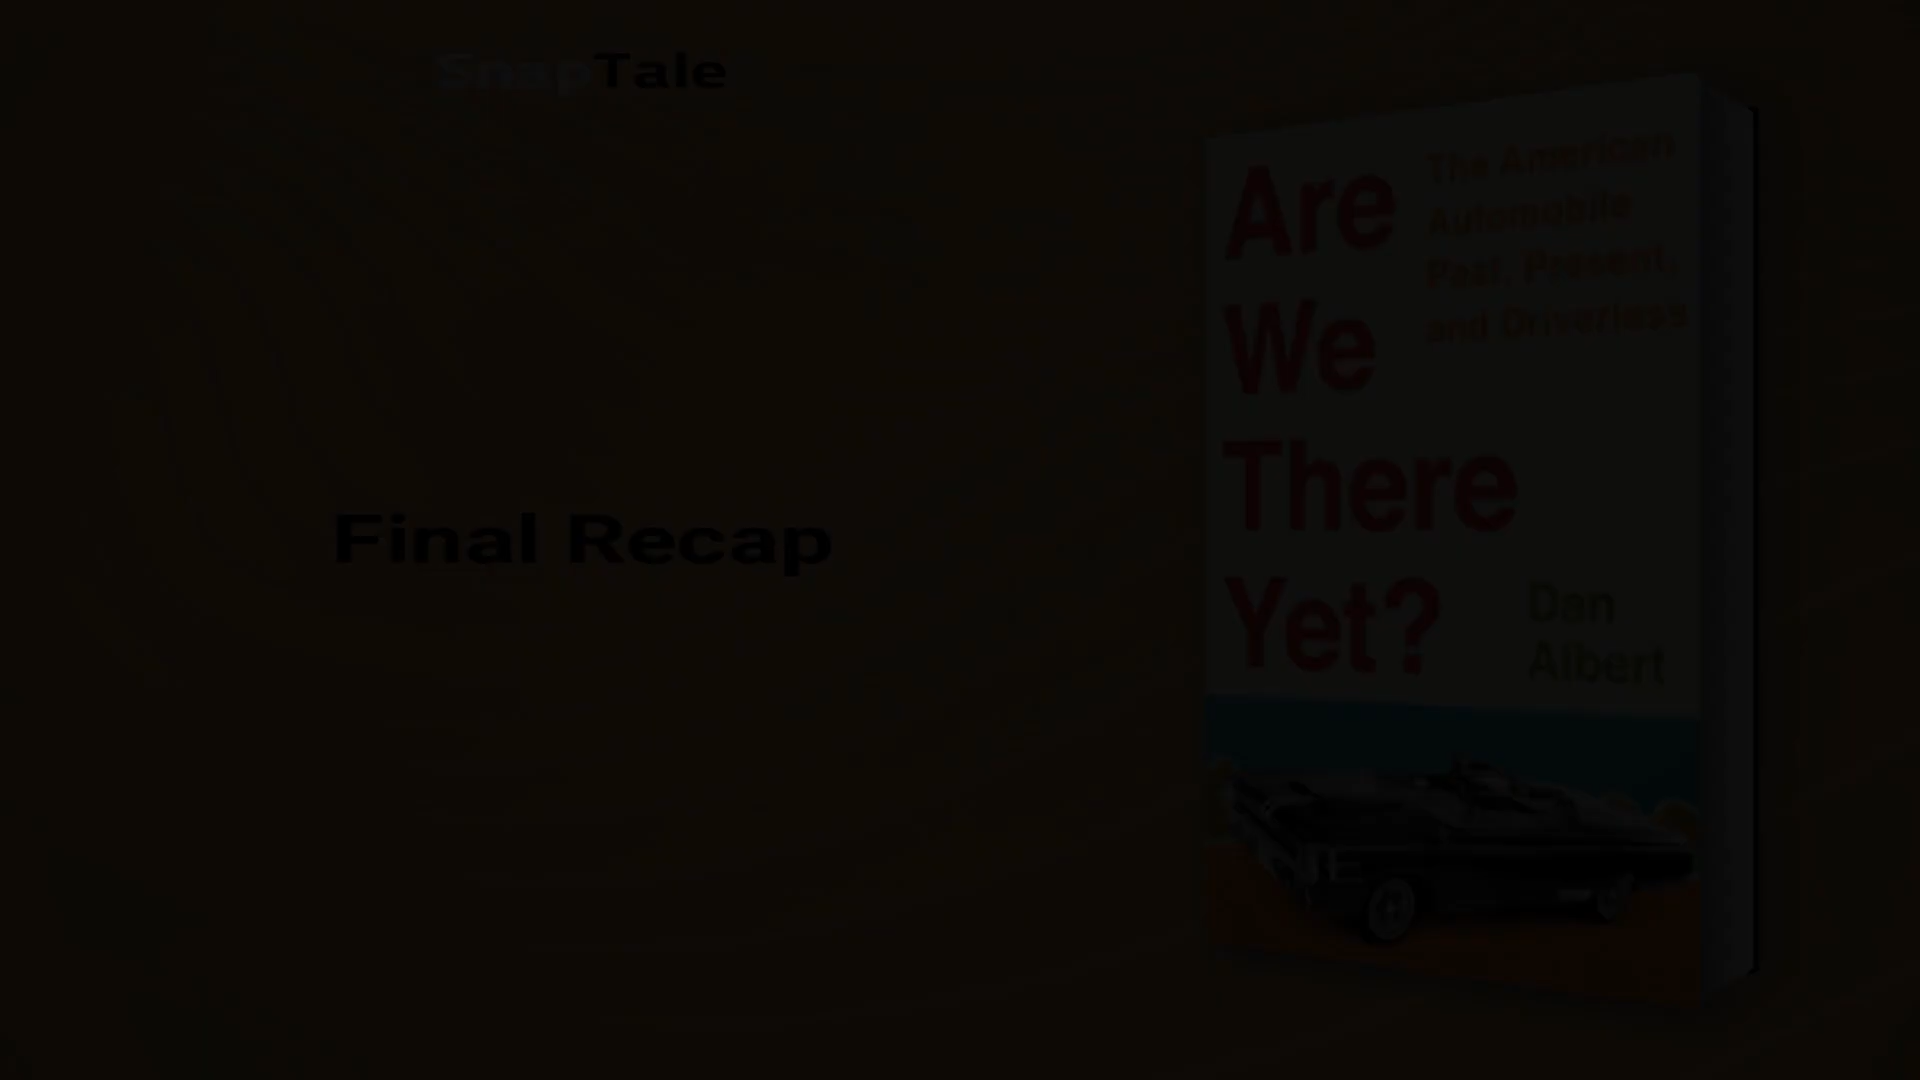 SnapTale
Final Recap
Are
We
There
Yet?
The American
Automobile
Past, Present,
and Driverless
Dan
Albert